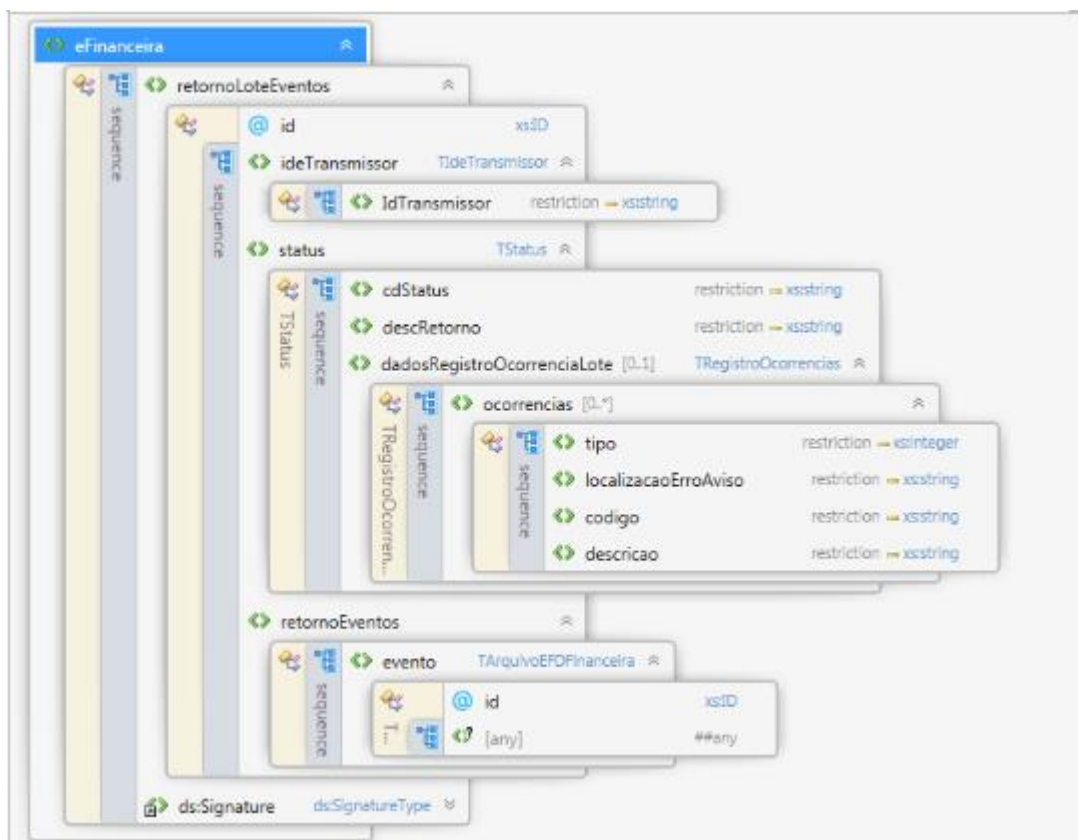 eFinanceira
sequence
retornoLoteEventos
sequence
id xs:ID
ideTransmissor TIdeTransmissor
sequence
IdTransmissor restriction xs:string
status TStatus
TStatus
sequence
cdStatus restriction xs:string
descRetorno restriction xs:string
dadosRegistroOcorrenciaLote [0..1] TRegistroOcorrencias
TRegistroOcorren...
sequence
ocorrencias [0..*]
sequence
tipo restriction xs:integer
localizacaoErroAviso restriction xs:string
codigo restriction xs:string
descricao restriction xs:string
retornoEventos
sequence
evento TArquivoEFDFinanceira
T...
id xs:ID
[any] ##any
ds:Signature ds:SignatureType